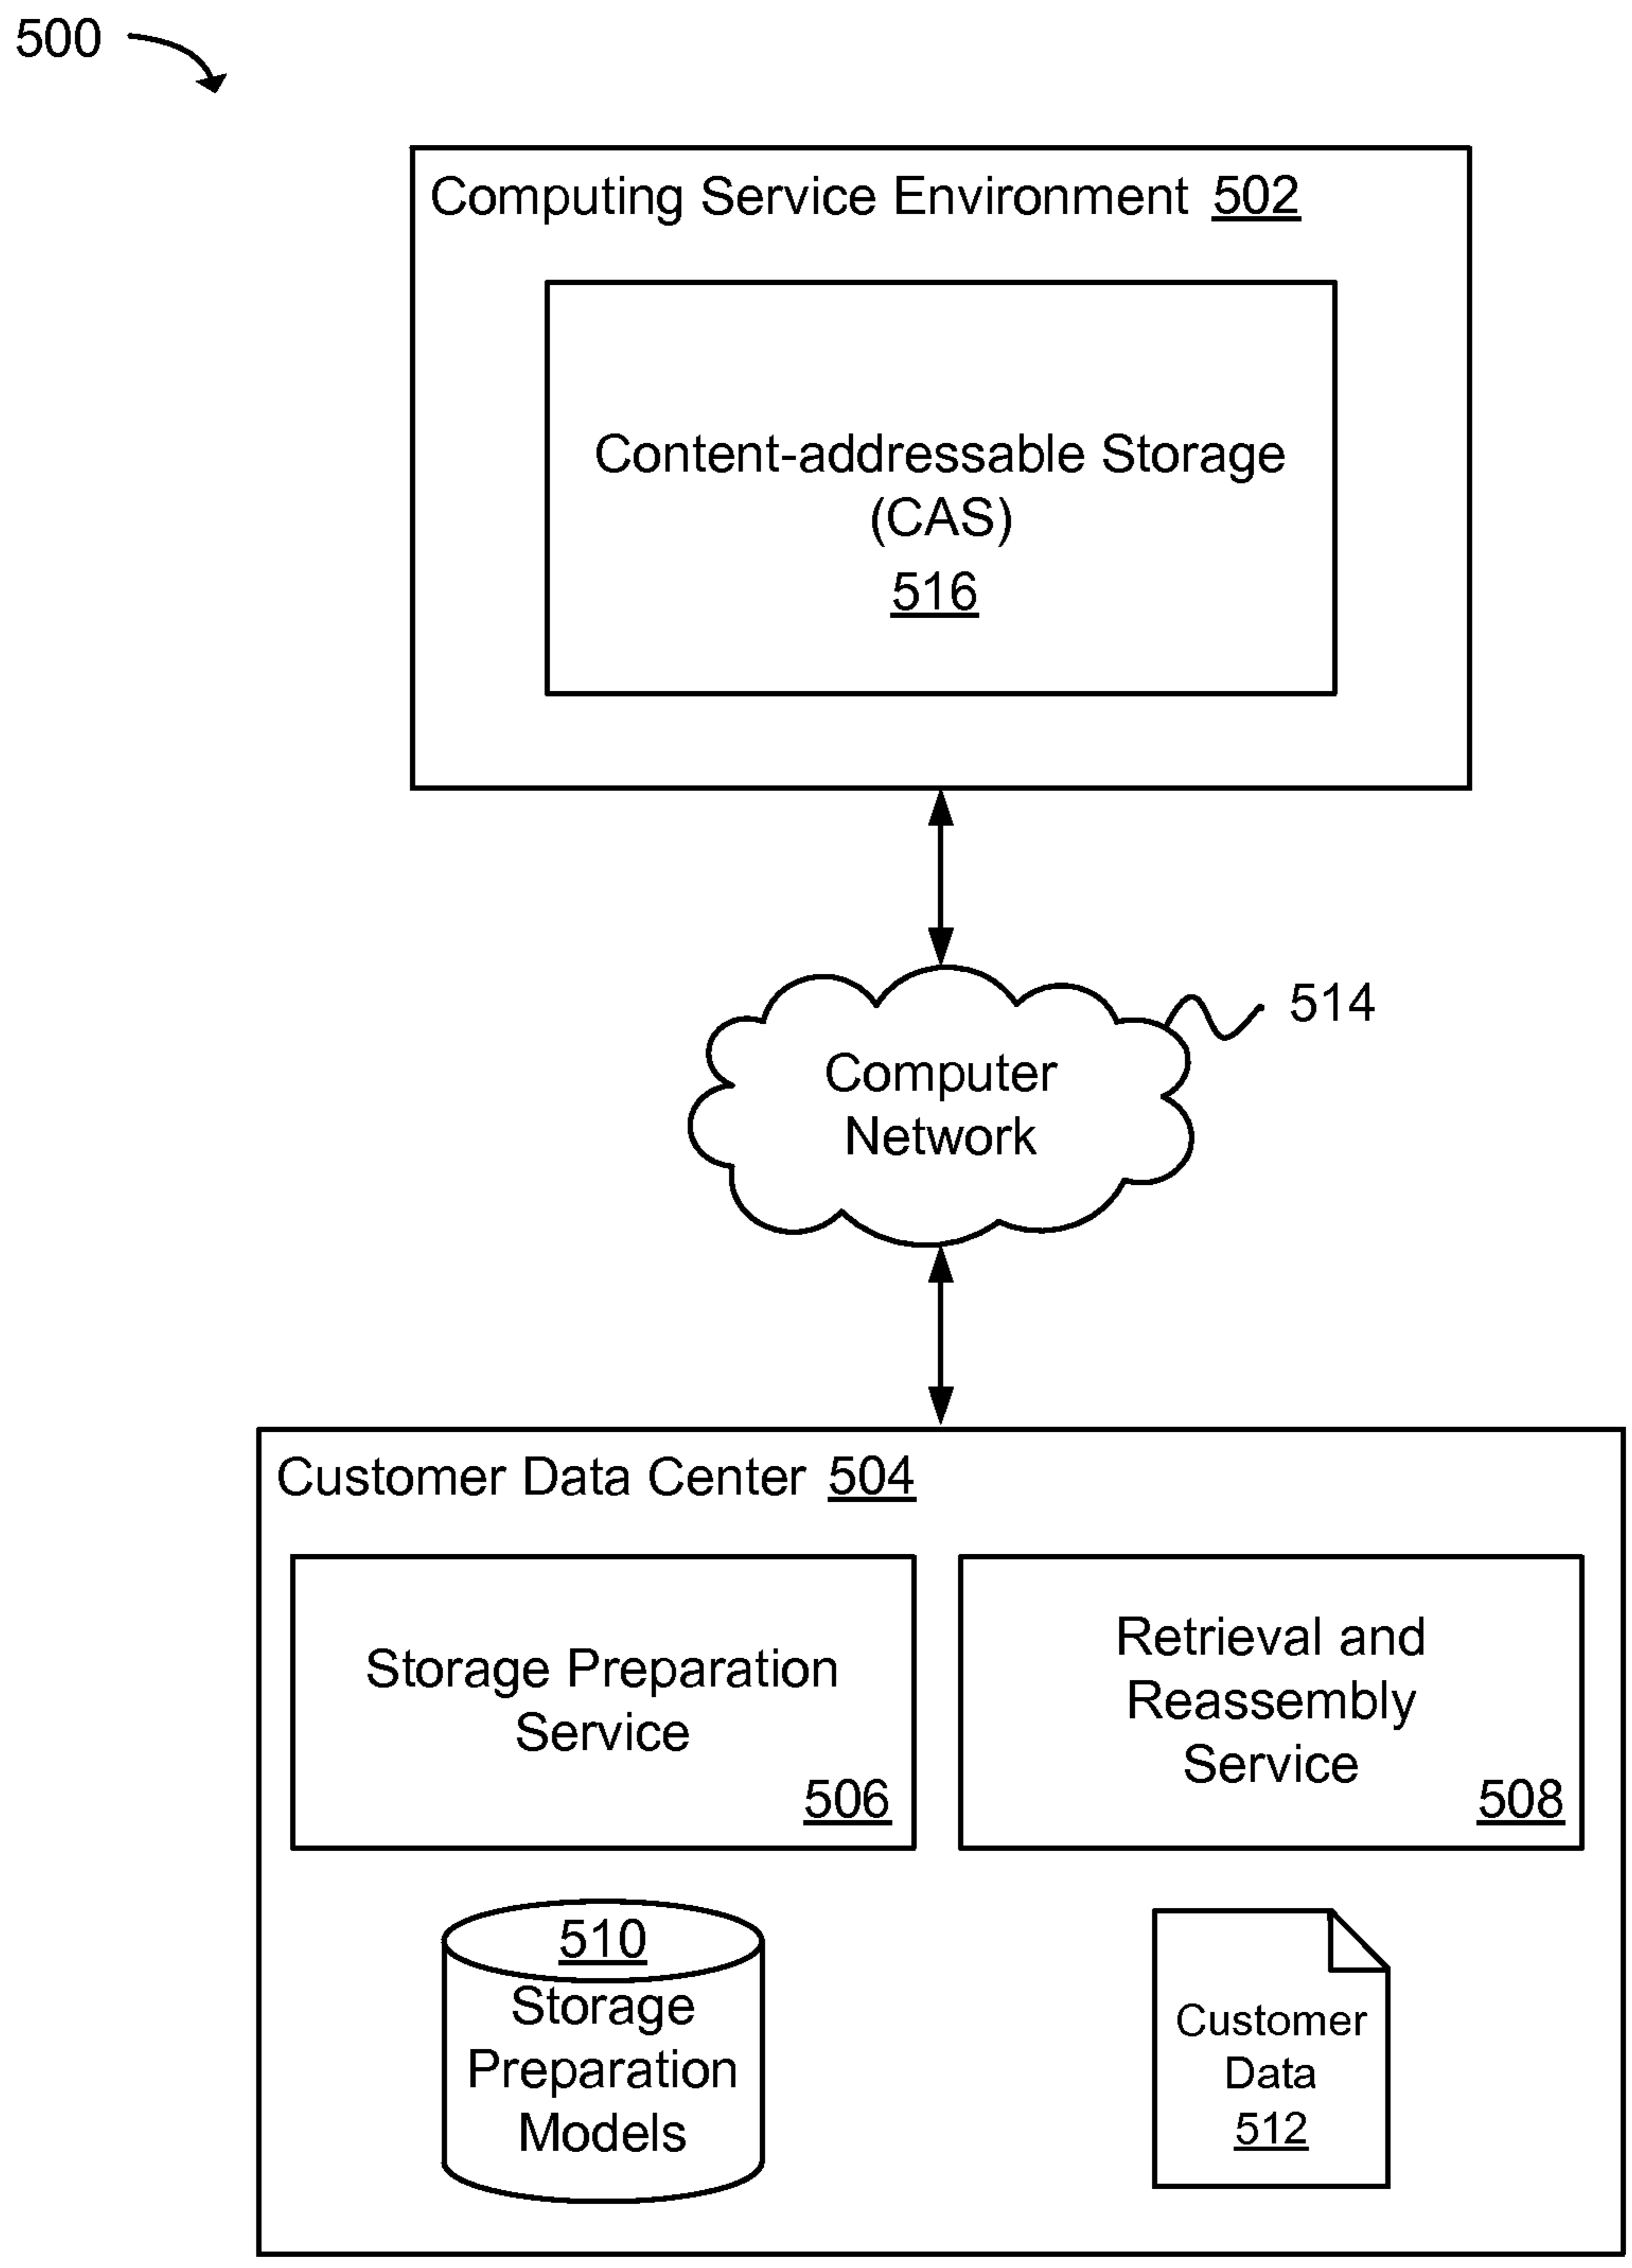 500
Computing Service Environment 502
Content-addressable Storage
(CAS)
516
514
Computer
Network
Customer Data Center 504
Storage Preparation
Service
506
Retrieval and
Reassembly
Service
508
510
Storage
Preparation
Models
Customer
Data
512